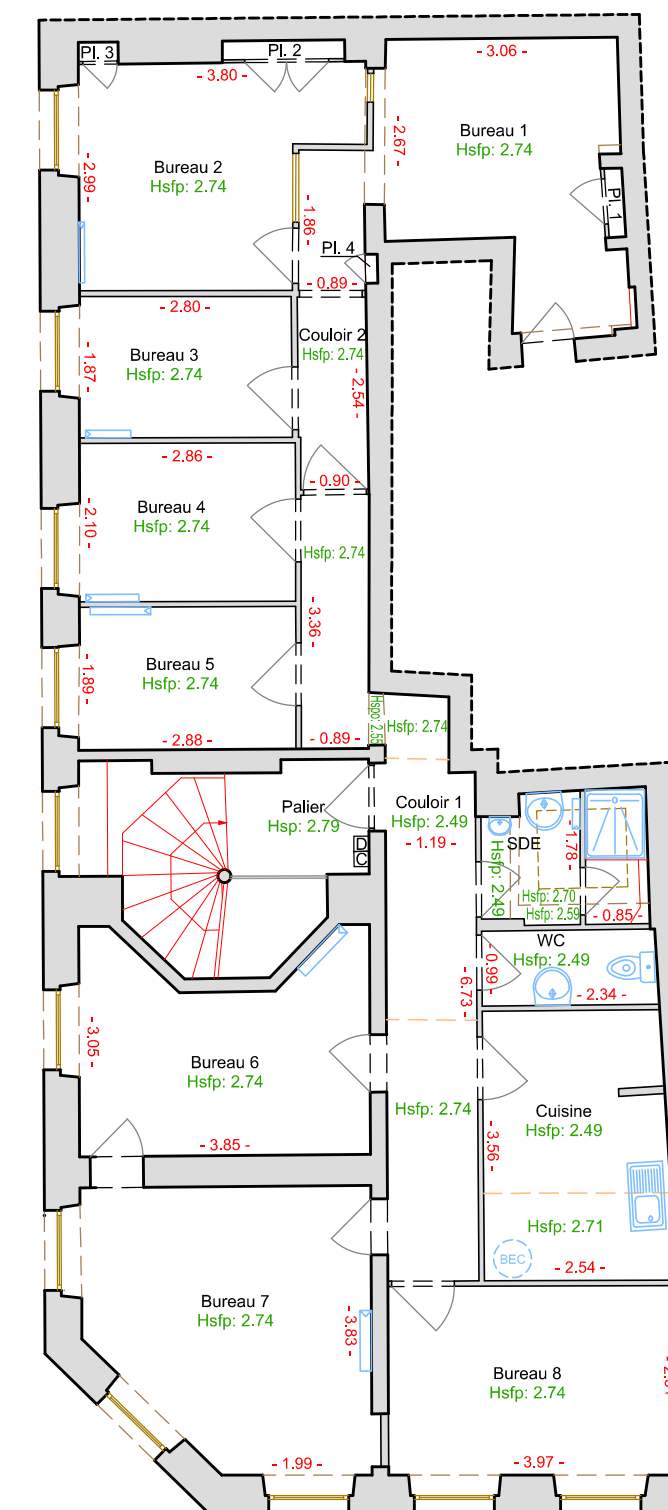 Pl. 3
Pl. 2
- 3.80 -
- 3.06 -
Bureau 1
Hsfp: 2.74
- 2.67 -
Pl. 1
Bureau 2
Hsfp: 2.74
- 2.99 -
- 1.86 -
Pl. 4
- 0.89 -
- 2.80 -
Bureau 3
Hsfp: 2.74
- 1.87 -
Couloir 2
Hsfp: 2.74
- 2.54 -
- 2.86 -
- 0.90 -
Bureau 4
Hsfp: 2.74
- 2.10 -
Hsfp: 2.74
- 3.36 -
Bureau 5
Hsfp: 2.74
- 1.89 -
- 2.88 -
- 0.89 -
Hspo: 2.55
Hsfp: 2.74
Palier
Hsp: 2.79
D
C
Couloir 1
Hsfp: 2.49
- 1.19 -
SDE
Hsfp: 2.49
- 1.78 -
Hsfp: 2.70
Hsfp: 2.59
- 0.85 -
WC
Hsfp: 2.49
- 0.99 -
- 2.34 -
- 6.73 -
- 3.05 -
Bureau 6
Hsfp: 2.74
- 3.85 -
Hsfp: 2.74
Cuisine
Hsfp: 2.49
- 3.56 -
Hsfp: 2.71
BEC
- 2.54 -
Bureau 7
Hsfp: 2.74
- 3.83 -
- 1.99 -
Bureau 8
Hsfp: 2.74
- 3.97 -